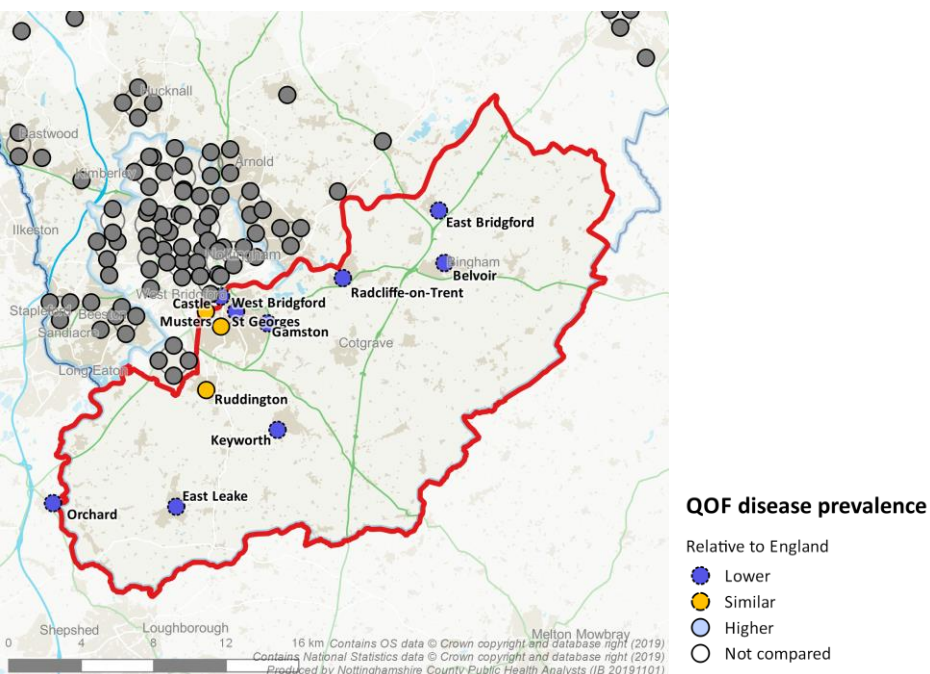 Hucknall
Eastwood
Arnold
Kimberley
Ilkeston
East Bridgford
Nottingham
Bingham
Belvoir
Radcliffe-on-Trent
West Bridgford
Castle
West Bridgford
Stapleford
Beeston
Musters
St Georges
Gamston
Sandiacre
Cotgrave
Long Eaton
Ruddington
Keyworth
East Leake
Orchard
QOF disease prevalence
Relative to England
Lower
Similar
Higher
Not compared
Shepshed
Loughborough
Melton Mowbray
0 4 8 12 16 km
Contains OS data © Crown copyright and database right (2019)
Contains National Statistics data © Crown copyright and database right (2019)
Produced by Nottinghamshire County Public Health Analysts (IB 20191101)